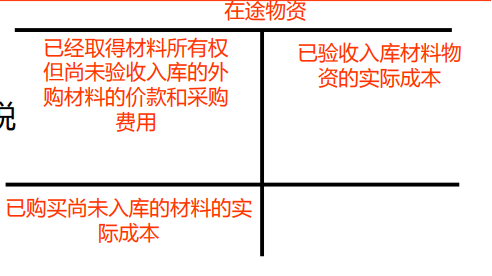 在途物资
已经取得材料所有权
但尚未验收入库的外
购材料的价款和采购
费用
已验收入库材料物
资的实际成本
税
已购买尚未入库的材料的实
际成本